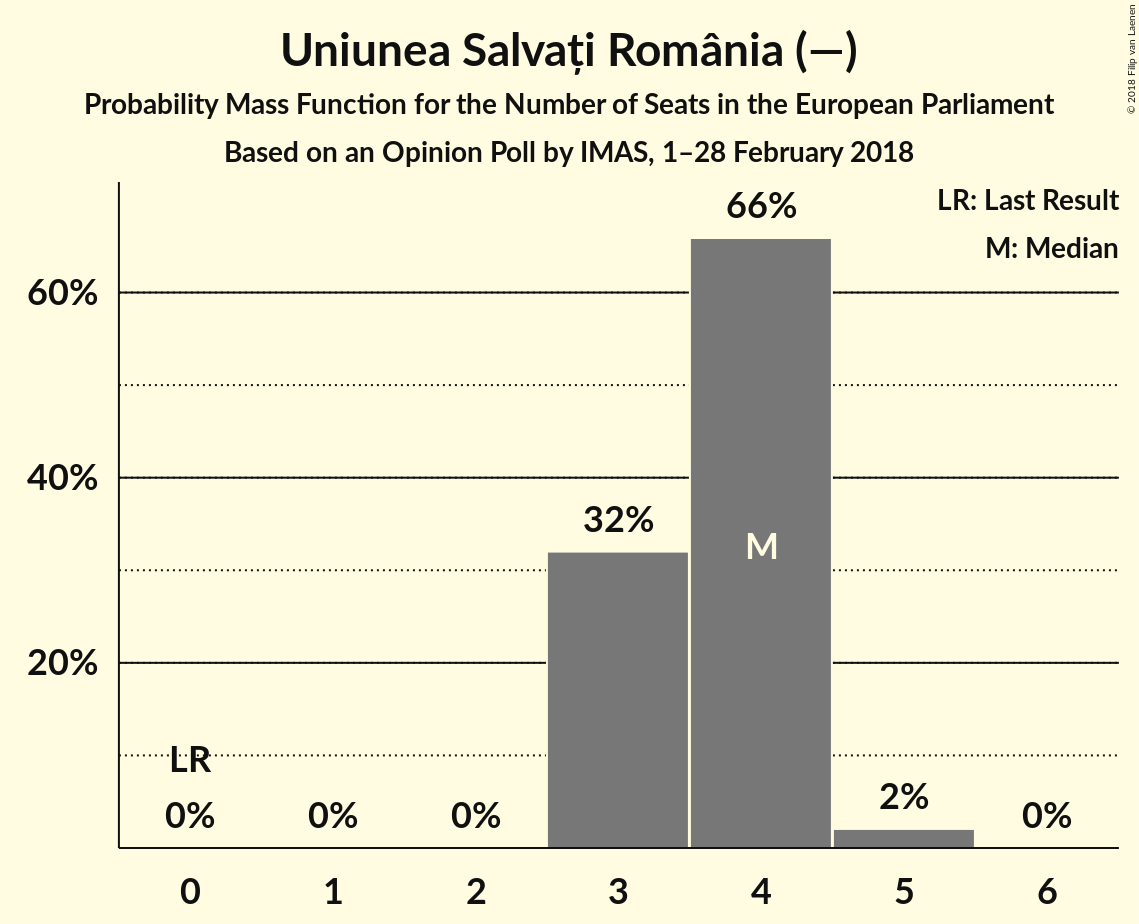 Uniunea Salvați România (—)
Probability Mass Function for the Number of Seats in the European Parliament
Based on an Opinion Poll by IMAS, 1–28 February 2018
© 2018 Filip van Laenen
LR: Last Result
M: Median
66%
60%
40%
32%
M
20%
LR
0%
0%
0%
2%
0%
0
1
2
3
4
5
6